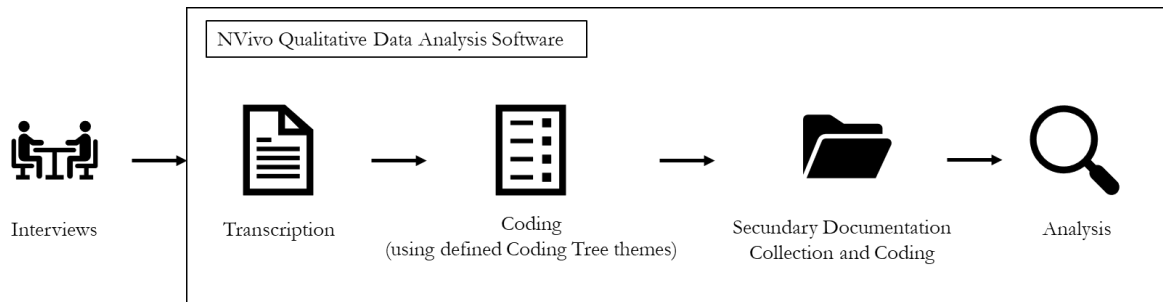 NVivo Qualitative Data Analysis Software
Interviews
Transcription
Coding
(using defined Coding Tree themes)
Secundary Documentation
Collection and Coding
Analysis